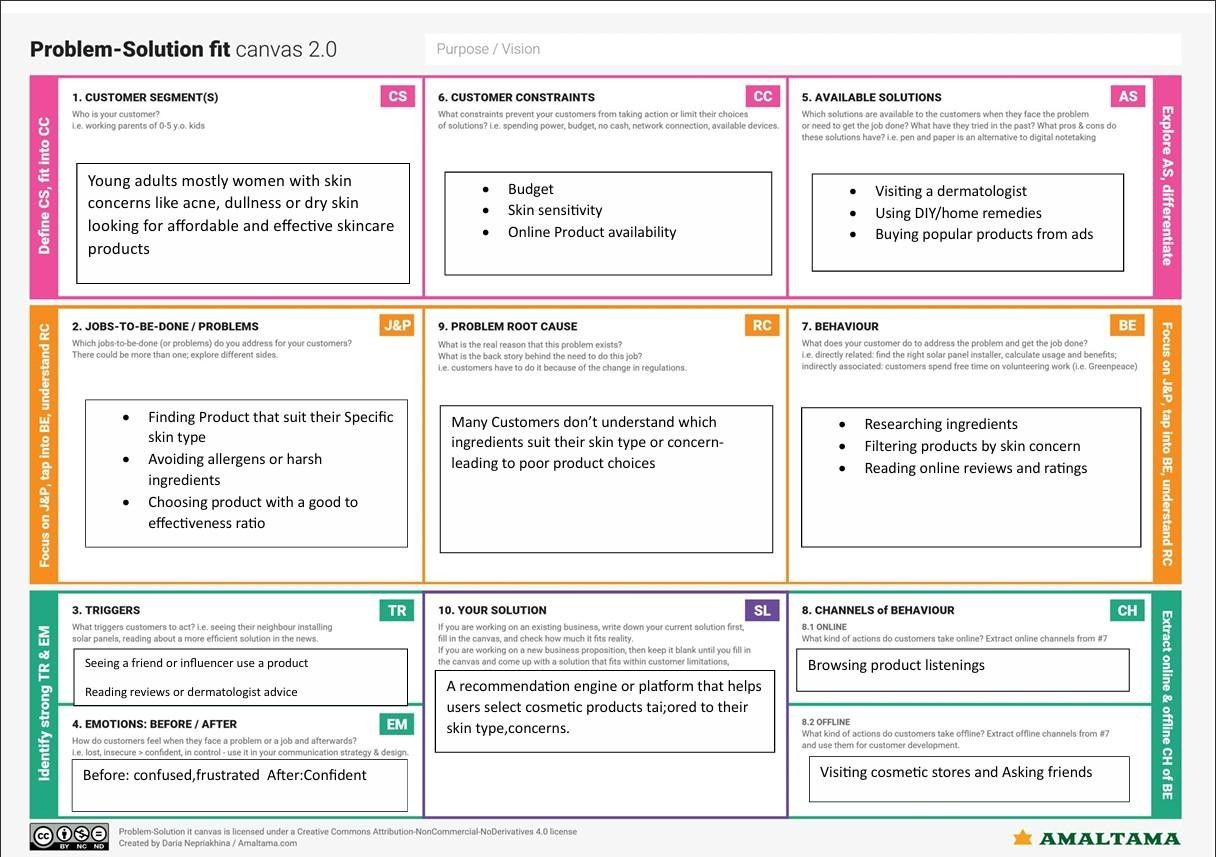 Problem-Solution fit canvas 2.0
Purpose / Vision
Define CS, fit into CC
1. CUSTOMER SEGMENT(S)
CS
Who is your customer?
i.e. working parents of 0-5 y.o. kids
Young adults mostly women with skin
concerns like acne, dullness or dry skin
looking for affordable and effective skincare
products
6. CUSTOMER CONSTRAINTS
CC
What constraints prevent your customers from taking action or limit their choices
of solutions? i.e. spending power, budget, no cash, network connection, available devices.
• Budget
• Skin sensitivity
• Online Product availability
5. AVAILABLE SOLUTIONS
AS
Which solutions are available to the customers when they face the problem
or need to get the job done? What have they tried in the past? What pros & cons do
these solutions have? i.e. pen and paper is an alternative to digital notetaking
• Visiting a dermatologist
• Using DIY/home remedies
• Buying popular products from ads
Explore AS, differentiate
Focus on J&P, tap into BE, understand RC
2. JOBS-TO-BE-DONE / PROBLEMS
J&P
Which jobs-to-be-done (or problems) do you address for your customers?
There could be more than one; explore different sides.
• Finding Product that suit their Specific
skin type
• Avoiding allergens or harsh
ingredients
• Choosing product with a good to
effectiveness ratio
9. PROBLEM ROOT CAUSE
RC
What is the real reason that this problem exists?
What is the back story behind the need to do this job?
i.e. customers have to do it because of the change in regulations.
Many Customers don’t understand which
ingredients suit their skin type or concern-
leading to poor product choices
7. BEHAVIOUR
BE
What does your customer do to address the problem and get the job done?
i.e. directly related: find the right solar panel installer, calculate usage and benefits;
indirectly associated: customers spend free time on volunteering work (i.e. Greenpeace)
• Researching ingredients
• Filtering products by skin concern
• Reading online reviews and ratings
Focus on J&P, tap into BE, understand RC
Identify strong TR & EM
3. TRIGGERS
TR
What triggers customers to act? i.e. seeing their neighbour installing
solar panels, reading about a more efficient solution in the news.
Seeing a friend or influencer use a product
Reading reviews or dermatologist advice
4. EMOTIONS: BEFORE / AFTER
EM
How do customers feel when they face a problem or a job and afterwards?
i.e. lost, insecure > confident, in control - use it in your communication strategy & design.
Before: confused,frustrated After:Confident
10. YOUR SOLUTION
SL
If you are working on an existing business, write down your current solution first,
fill in the canvas, and check how much it fits reality.
If you are working on a new business proposition, then keep it blank until you fill in
the canvas and come up with a solution that fits within customer limitations,
A recommendation engine or platform that helps
users select cosmetic products tai;ored to their
skin type,concerns.
8. CHANNELS of BEHAVIOUR
CH
8.1 ONLINE
What kind of actions do customers take online? Extract online channels from #7
Browsing product listenings
8.2 OFFLINE
What kind of actions do customers take offline? Extract offline channels from #7
and use them for customer development.
Visiting cosmetic stores and Asking friends
Extract online & offline CH of BE
CC BY NC ND
Problem-Solution it canvas is licensed under a Creative Commons Attribution-NonCommercial-NoDerivatives 4.0 license
Created by Daria Nepriakhina / Amaltama.com
AMALTAMA